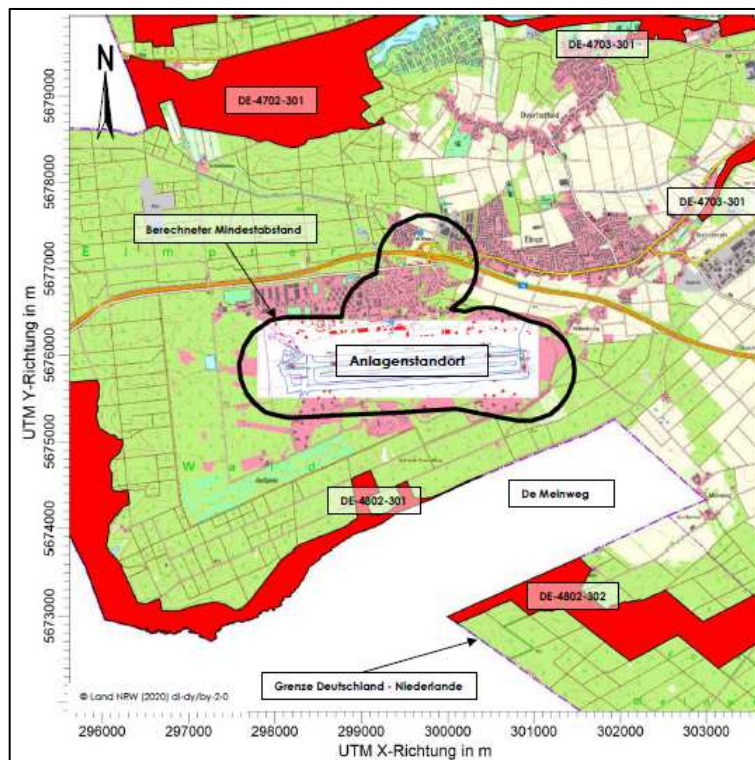 DE-4703-301
N
DE-4702-301
DE-4703-301
Berechneter Mindestabstand
E l m p t e r
Elmpt
Anlagenstandort
W a l d
DE-4802-301
De Meinweg
DE-4802-302
© Land NRW (2020) dl-dy/by-2-0
Grenze Deutschland - Niederlande
UTM Y-Richtung in m
5679000
5678000
5677000
5676000
5675000
5674000
5673000
296000 297000 298000 299000 300000 301000 302000 303000
UTM X-Richtung in m